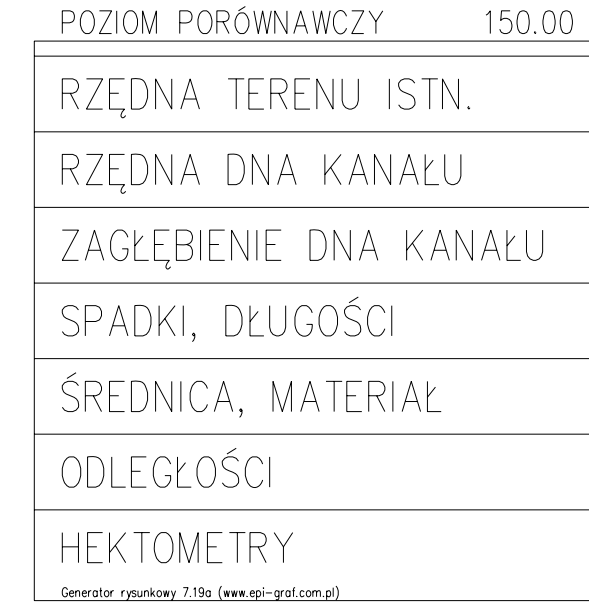 POZIOM PORÓWNAWCZY 150.00
RZĘDNA TERENU ISTN.
RZĘDNA DNA KANAŁU
ZAGŁĘBIENIE DNA KANAŁU
SPADKI, DŁUGOŚCI
ŚREDNICA, MATERIAŁ
ODLEGŁOŚCI
HEKTOMETRY
Generator rysunkowy 7.19a (www.epi-graf.com.pl)